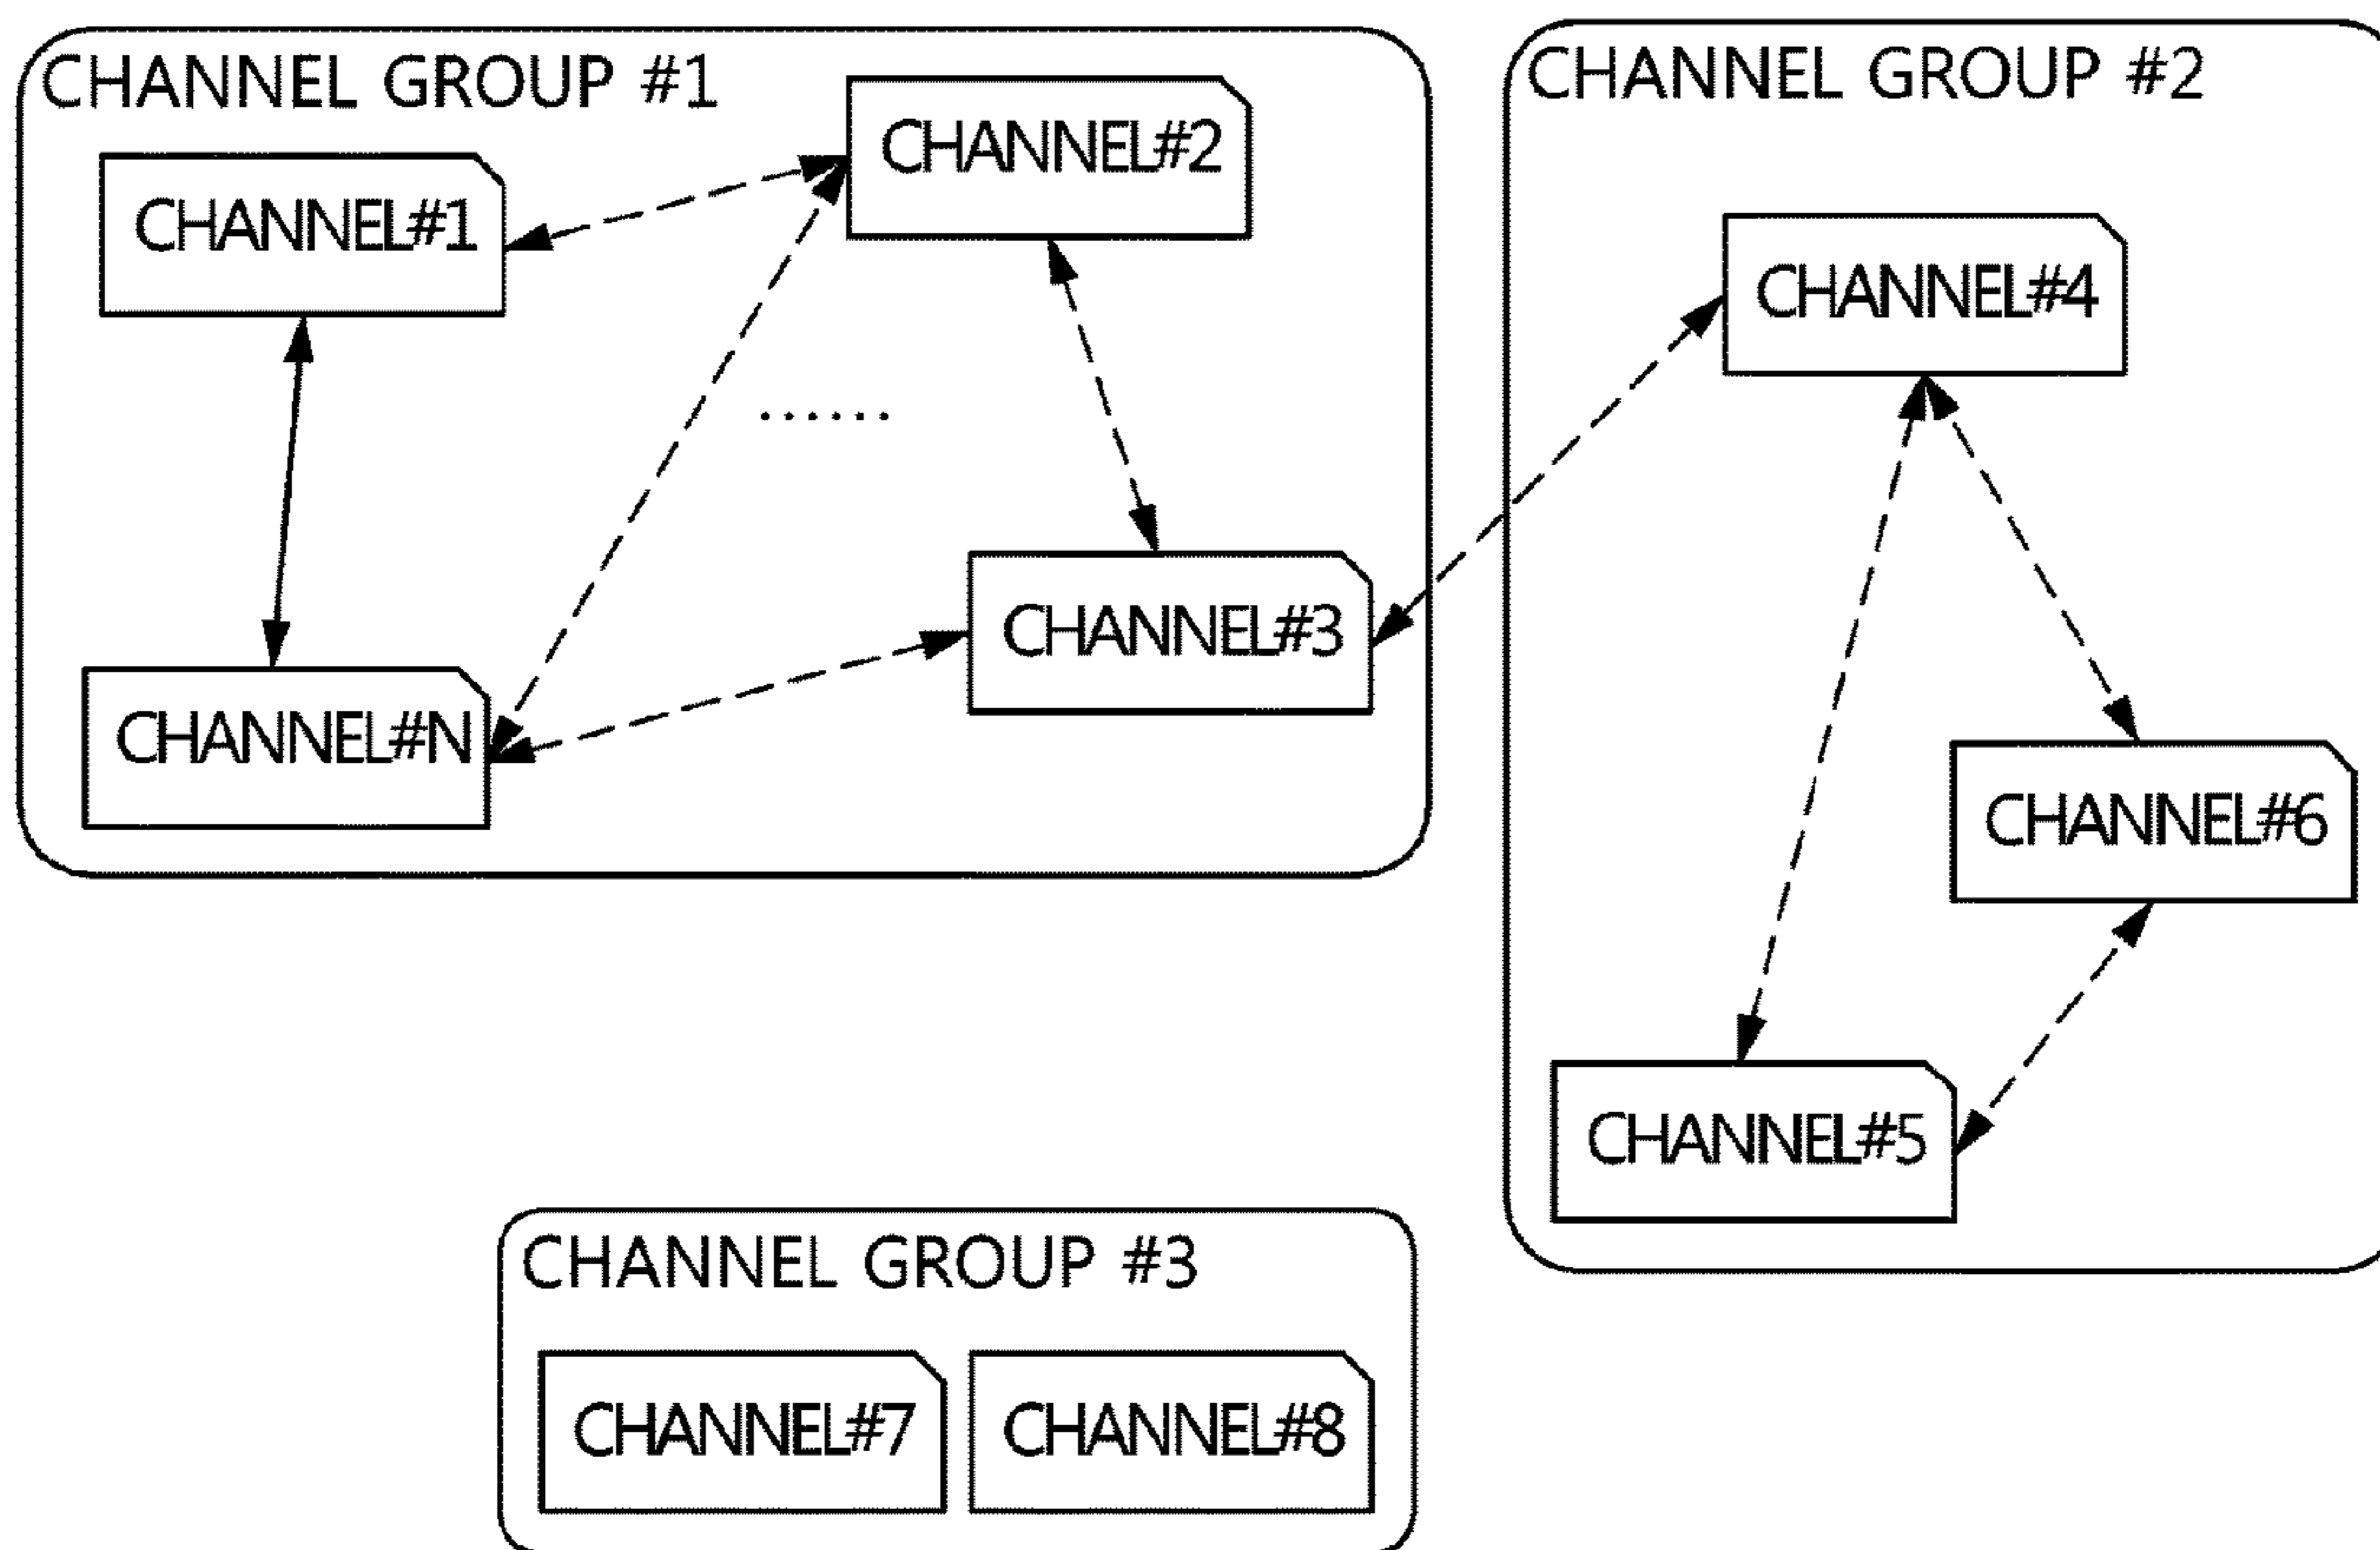 CHANNEL GROUP #1
CHANNEL#1
CHANNEL#2
......
CHANNEL#3
CHANNEL#N
CHANNEL GROUP #2
CHANNEL#4
CHANNEL#6
CHANNEL#5
CHANNEL GROUP #3
CHANNEL#7
CHANNEL#8